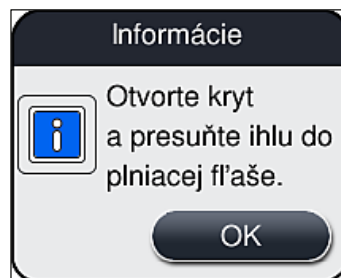 Informácie
Otvorte kryt
a presuňte ihlu do
plniacej fľaše.
OK